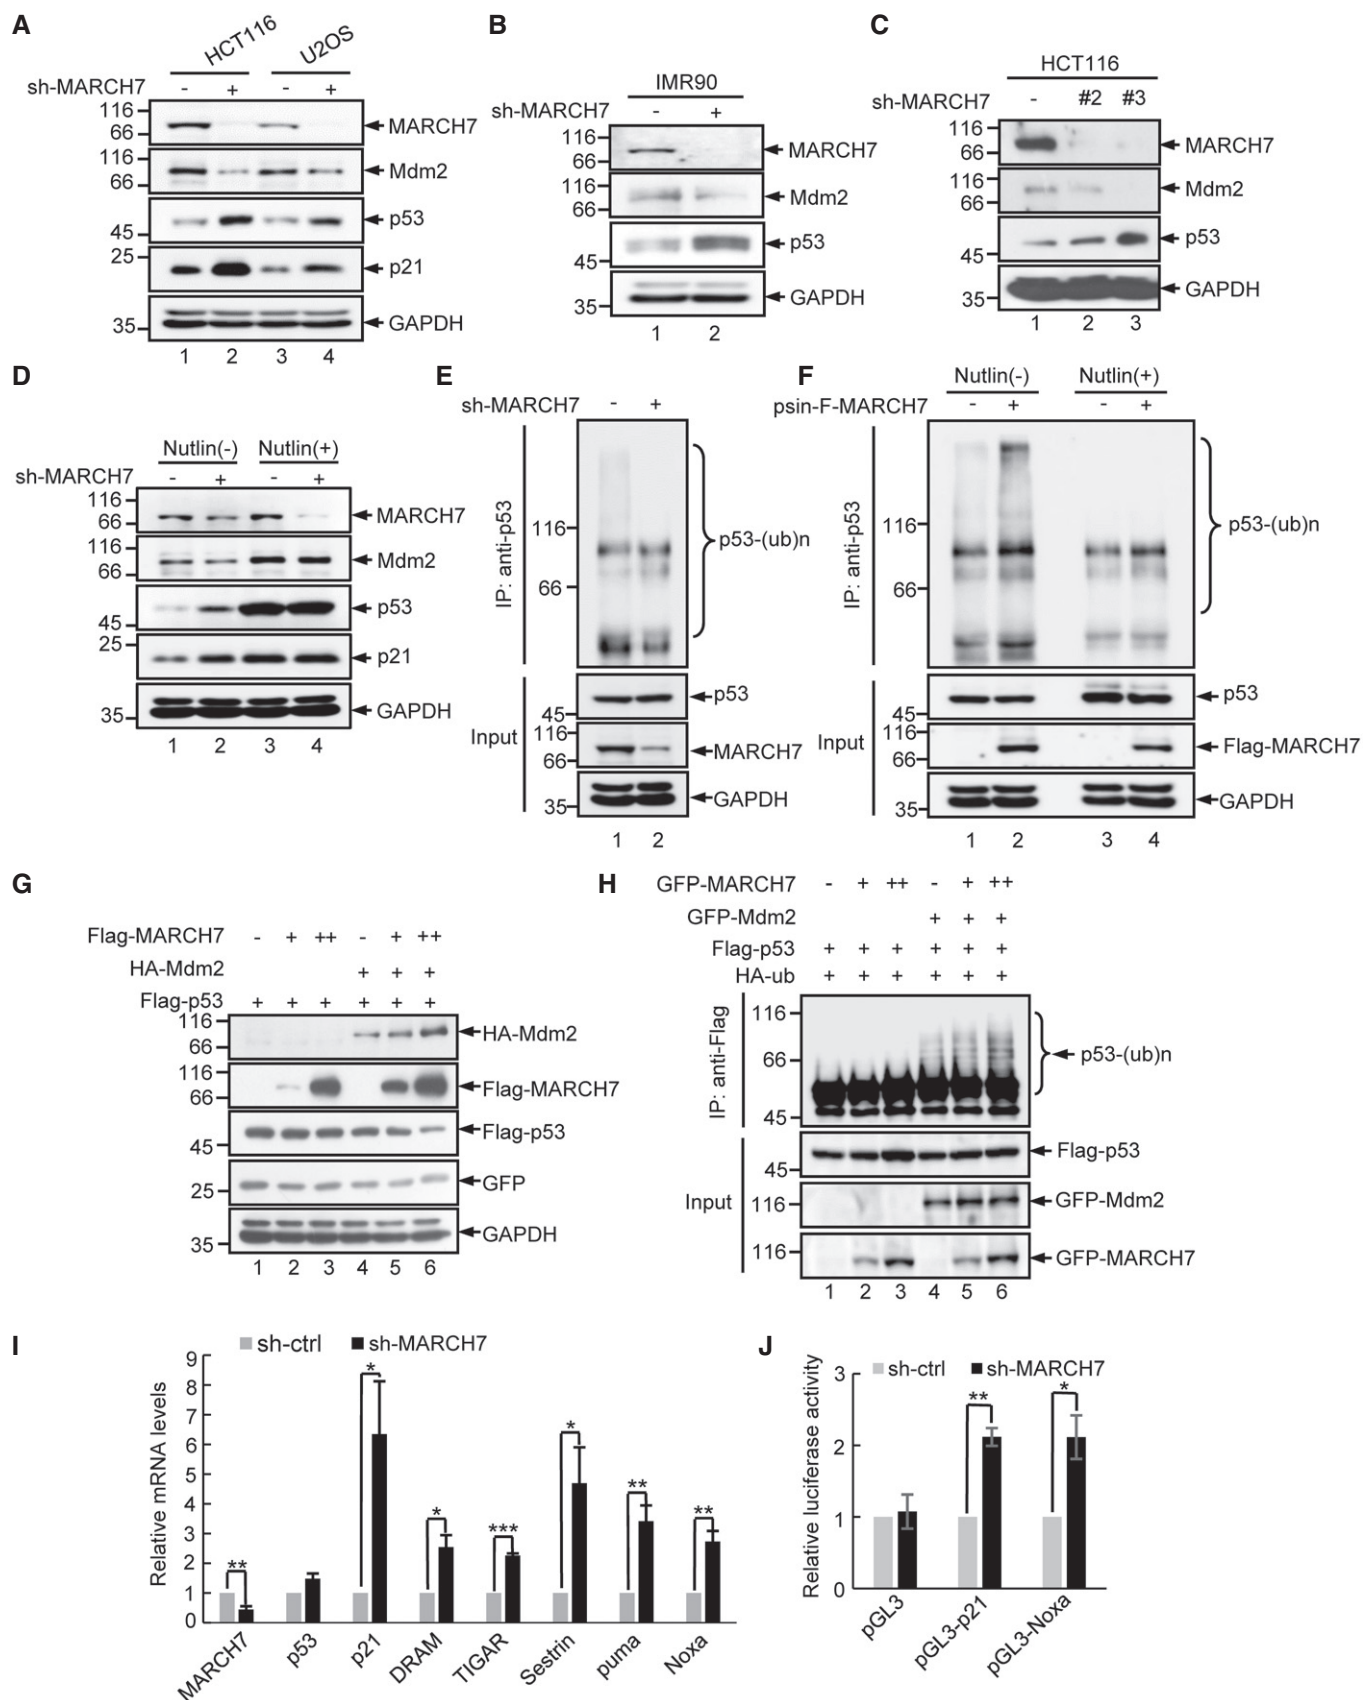 A
HCT116 U2OS
sh-MARCH7 - + - +
116
66 MARCH7
116
66 Mdm2
45 p53
25 p21
35 GAPDH
1 2 3 4
B
IMR90
sh-MARCH7 - +
116
66 MARCH7
116
66 Mdm2
45 p53
35 GAPDH
1 2
C
HCT116
sh-MARCH7 - #2 #3
116
66 MARCH7
116
66 Mdm2
45 p53
35 GAPDH
1 2 3
D
Nutlin(-) Nutlin(+)
sh-MARCH7 - + - +
116
66 MARCH7
116
66 Mdm2
45 p53
25 p21
35 GAPDH
1 2 3 4
E
sh-MARCH7 - +
IP: anti-p53
116
66
p53-(ub)n
Input
45 p53
116
66 MARCH7
35 GAPDH
1 2
F
Nutlin(-) Nutlin(+)
psin-F-MARCH7 - + - +
IP: anti-p53
116
66
p53-(ub)n
Input
45 p53
116
66 Flag-MARCH7
35 GAPDH
1 2 3 4
G
Flag-MARCH7 - + ++ - + ++
HA-Mdm2 + + +
Flag-p53 + + + + + +
116
66 HA-Mdm2
116
66 Flag-MARCH7
45 Flag-p53
25 GFP
35 GAPDH
1 2 3 4 5 6
H
GFP-MARCH7 - + ++ - + ++
GFP-Mdm2 + + +
Flag-p53 + + + + + +
HA-ub + + + + + +
IP: anti-Flag
116
66
45
p53-(ub)n
Input
45 Flag-p53
116 GFP-Mdm2
116 GFP-MARCH7
1 2 3 4 5 6
I
sh-ctrl sh-MARCH7
Relative mRNA levels
9
8
7
6
5
4
3
2
1
0
** * * *** * ** **
MARCH7 p53 p21 DRAM TIGAR Sestrin puma Noxa
J
sh-ctrl sh-MARCH7
Relative luciferase activity
3
2
1
0
** *
pGL3 pGL3-p21 pGL3-Noxa